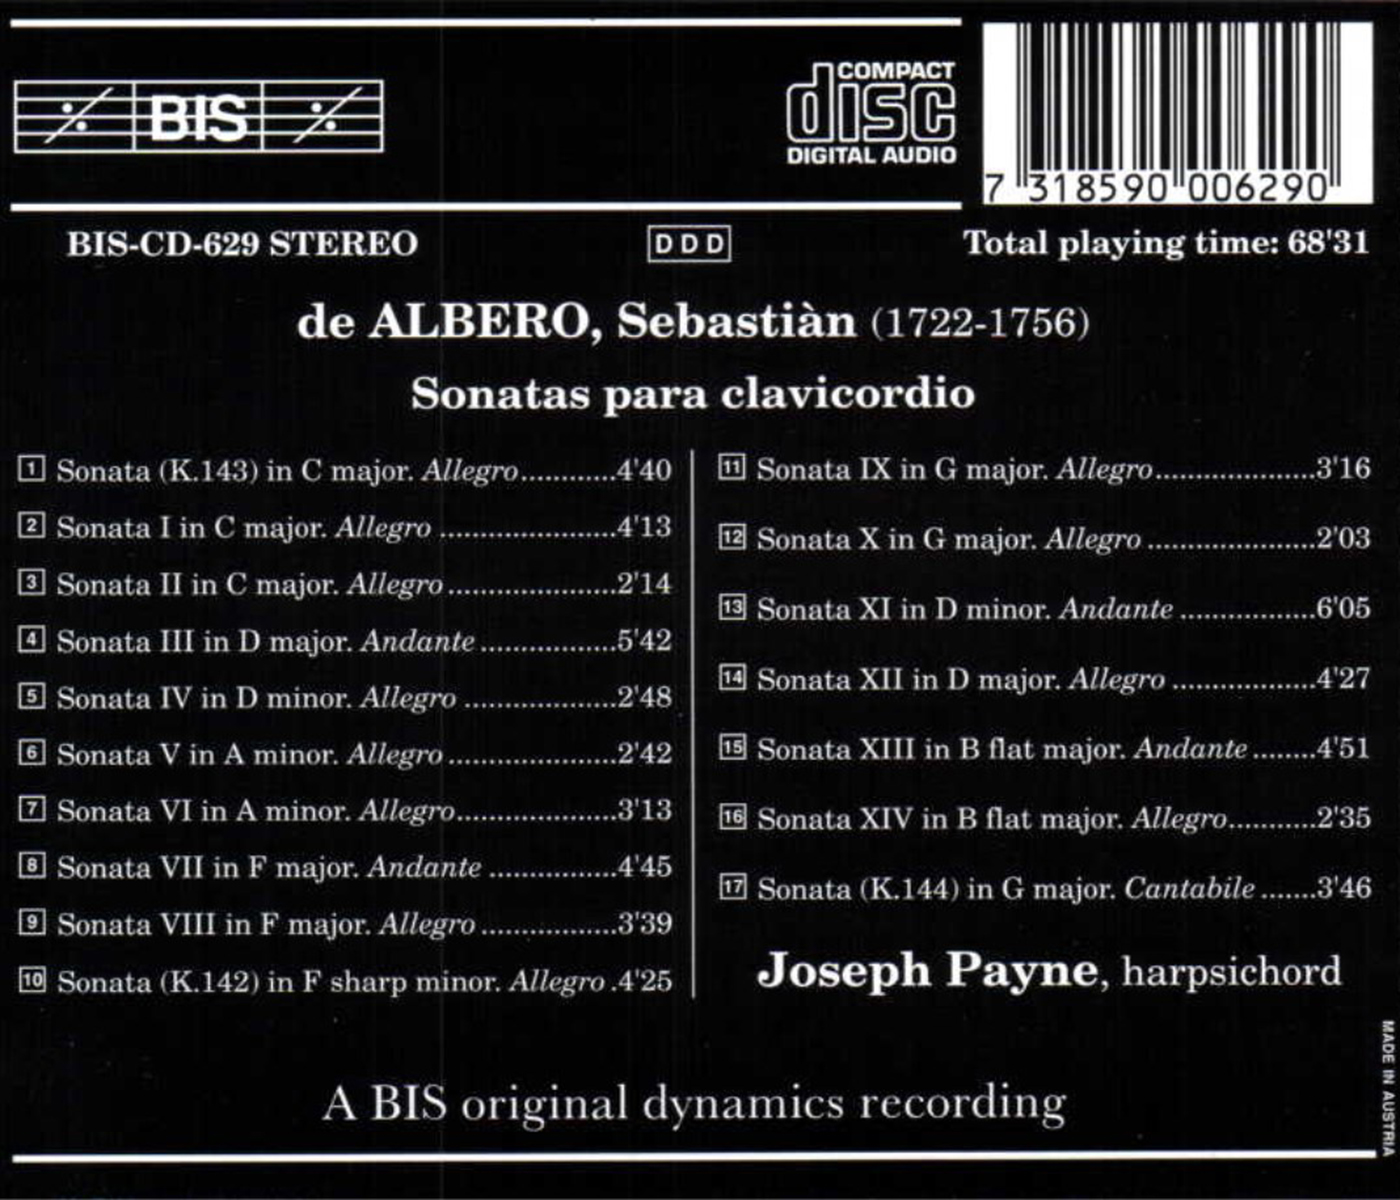 BIS
COMPACT
disc
DIGITAL AUDIO
7 318590 006290
BIS-CD-629 STEREO
D D D
Total playing time: 68'31
de ALBERO, Sebastiàn (1722-1756)
Sonatas para clavicordio
1 Sonata (K.143) in C major. Allegro............4'40
2 Sonata I in C major. Allegro ......................4'13
3 Sonata II in C major. Allegro .....................2'14
4 Sonata III in D major. Andante .................5'42
5 Sonata IV in D minor. Allegro ...................2'48
6 Sonata V in A minor. Allegro .....................2'42
7 Sonata VI in A minor. Allegro....................3'13
8 Sonata VII in F major. Andante ................4'45
9 Sonata VIII in F major. Allegro .................3'39
10 Sonata (K.142) in F sharp minor. Allegro .4'25
11 Sonata IX in G major. Allegro....................3'16
12 Sonata X in G major. Allegro .....................2'03
13 Sonata XI in D minor. Andante .................6'05
14 Sonata XII in D major. Allegro ..................4'27
15 Sonata XIII in B flat major. Andante ........4'51
16 Sonata XIV in B flat major. Allegro...........2'35
17 Sonata (K.144) in G major. Cantabile .......3'46
Joseph Payne, harpsichord
A BIS original dynamics recording
MADE IN AUSTRIA